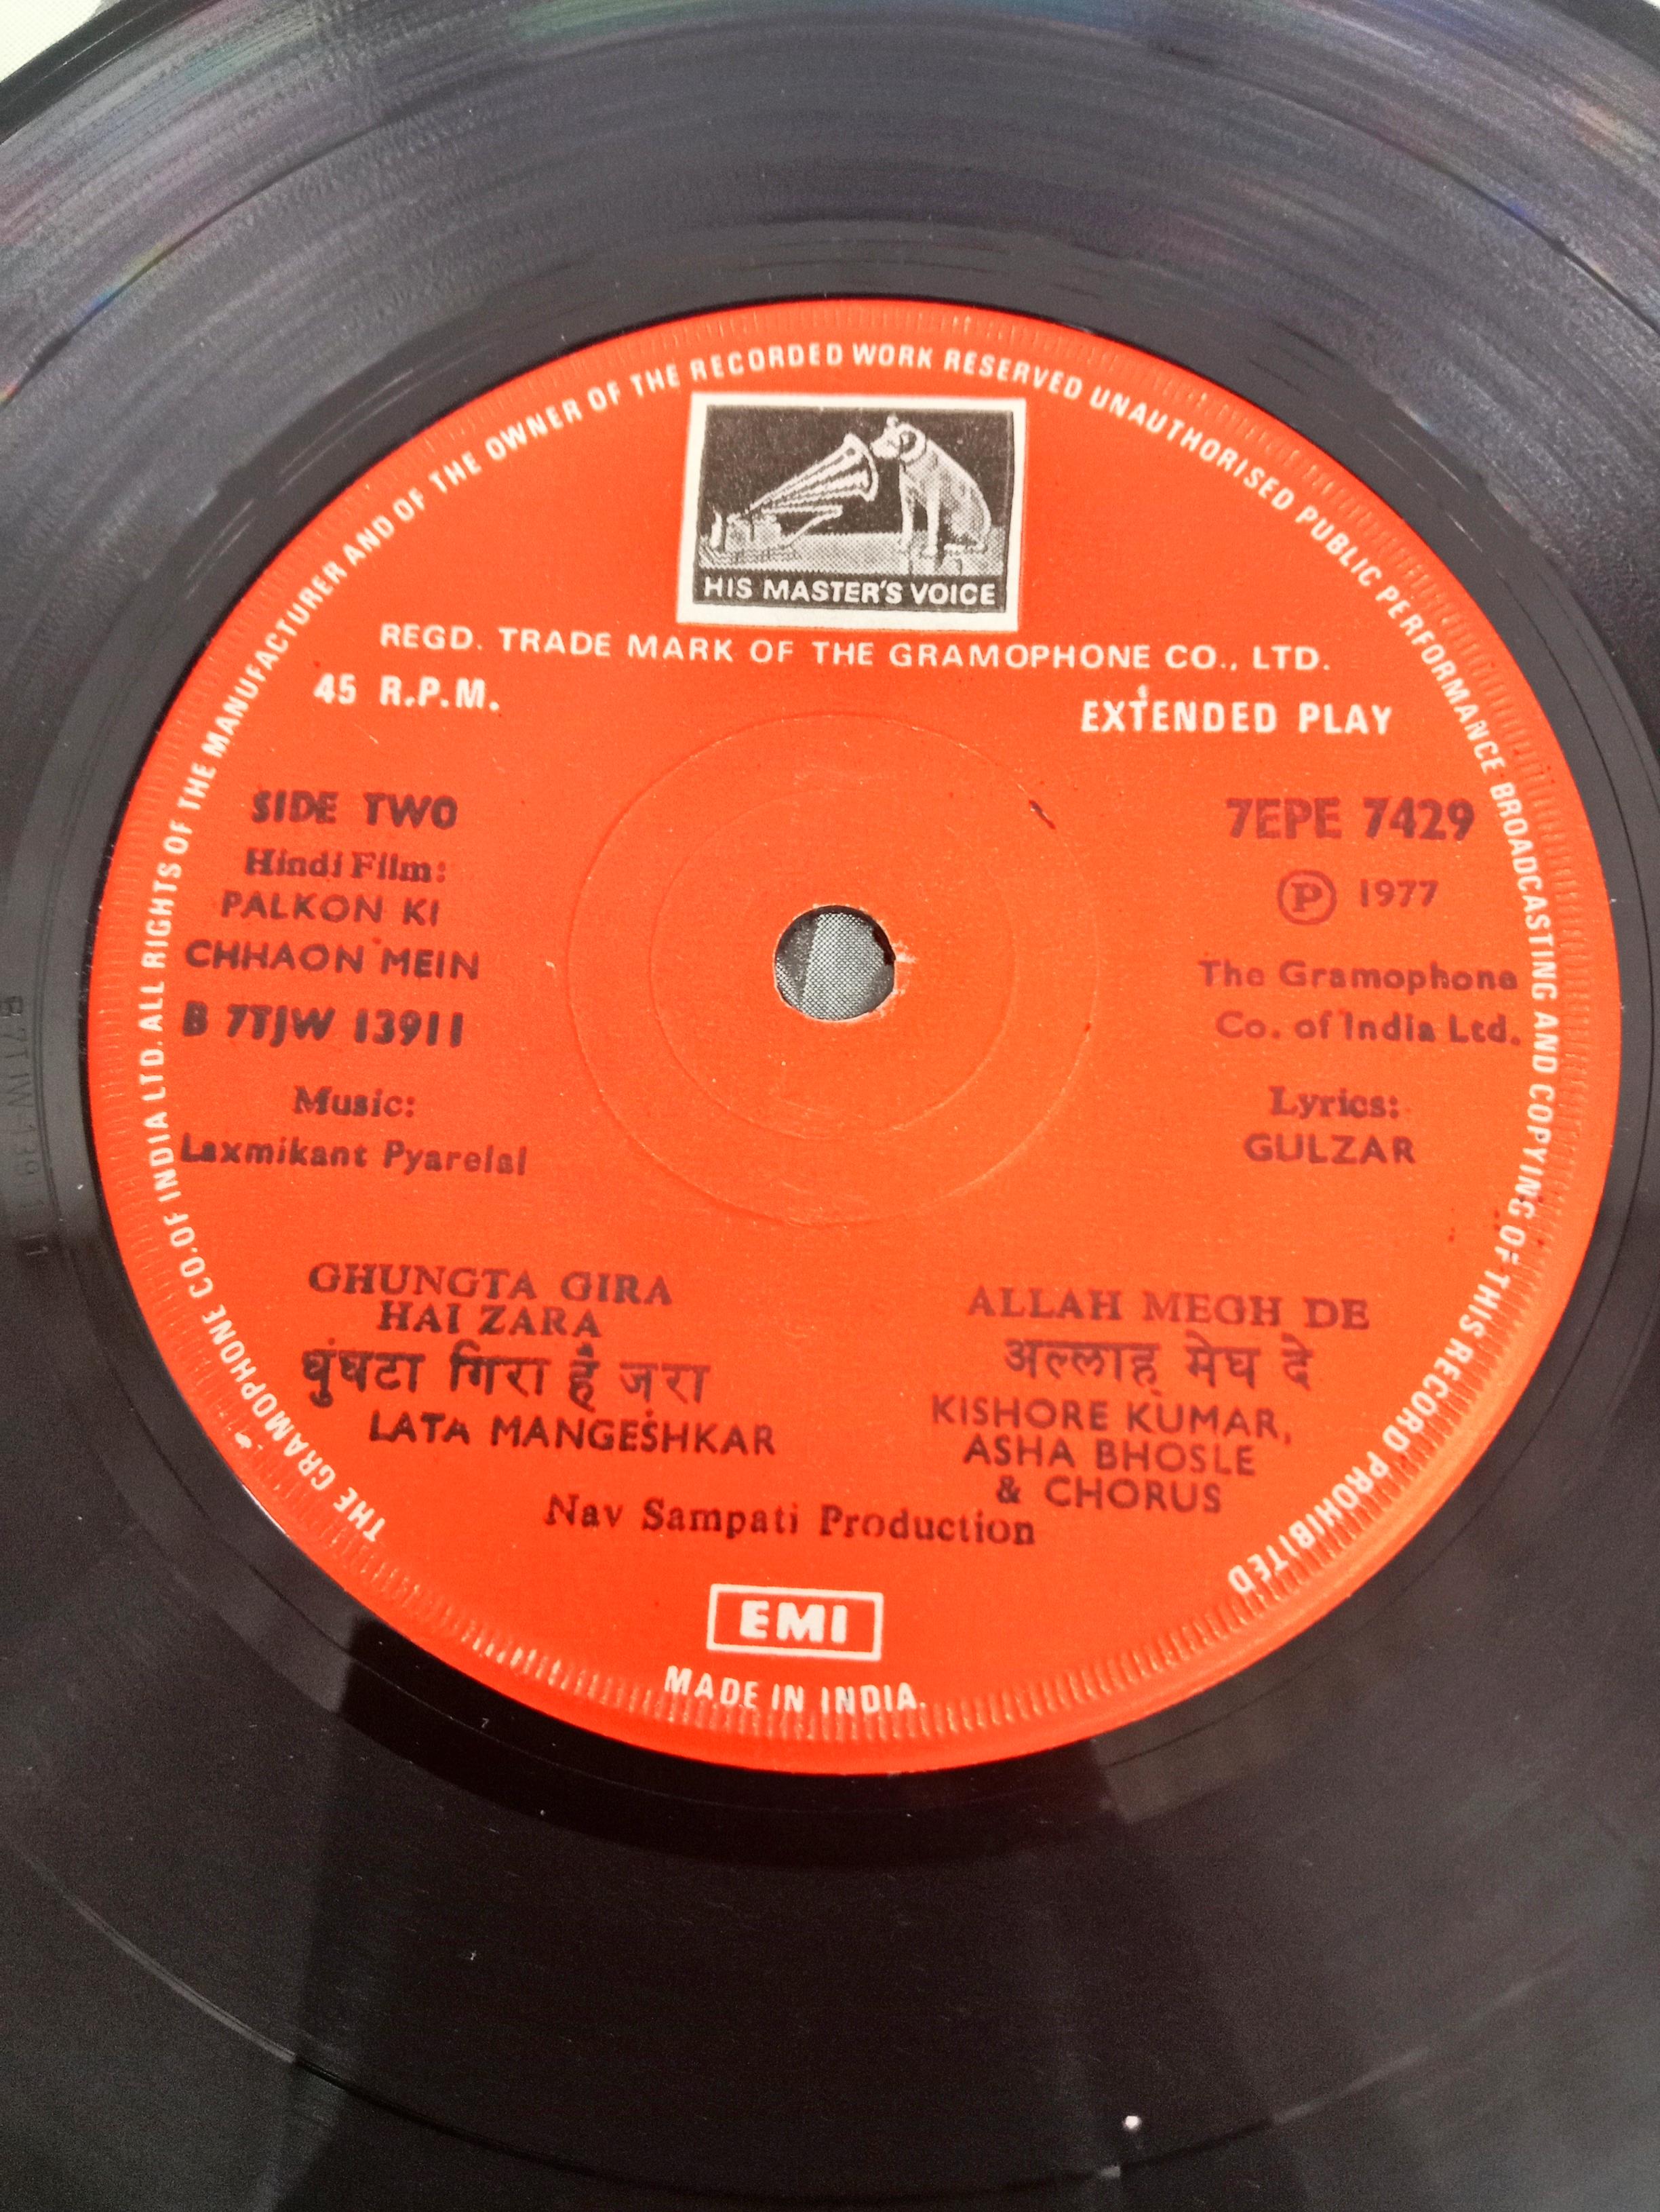 THE GRAMOPHONE CO. OF INDIA LTD. ALL RIGHTS OF THE MANUFACTURER AND OF THE OWNER OF THE RECORDED WORK RESERVED UNAUTHORISED PUBLIC PERFORMANCE BROADCASTING AND COPYING OF THIS RECORD PROHIBITED
HIS MASTER'S VOICE
REGD. TRADE MARK OF THE GRAMOPHONE CO., LTD.
45 R.P.M.
EXTENDED PLAY
SIDE TWO
Hindi Film:
PALKON KI
CHHAON MEIN
B 7TJW 13911
Music:
Laxmikant Pyarelal
7EPE 7429
Ⓟ 1977
The Gramophone
Co. of India Ltd.
Lyrics:
GULZAR
GHUNGTA GIRA
HAI ZARA
घुंघटा गिरा है जरा
LATA MANGESHKAR
ALLAH MEGH DE
अल्लाह मेघ दे
KISHORE KUMAR,
ASHA BHOSLE
& CHORUS
Nav Sampati Production
EMI
MADE IN INDIA.